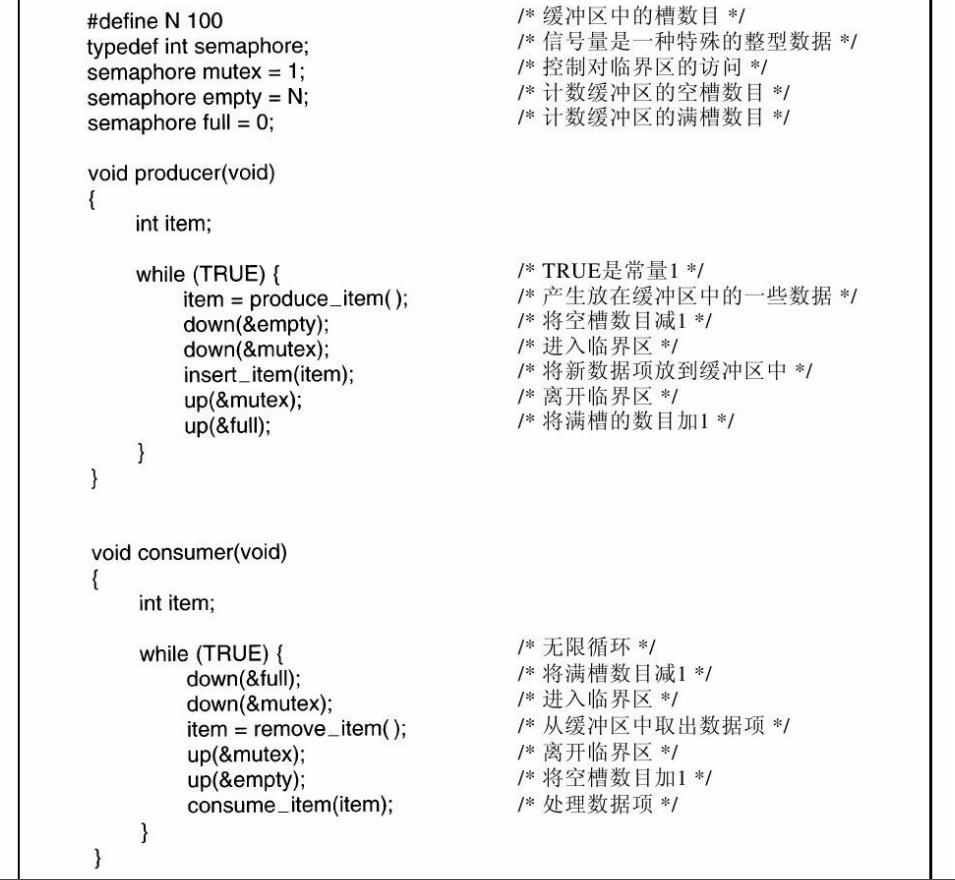 #define N 100 /* 缓冲区中的槽数目 */
typedef int semaphore; /* 信号量是一种特殊的整型数据 */
semaphore mutex = 1; /* 控制对临界区的访问 */
semaphore empty = N; /* 计数缓冲区的空槽数目 */
semaphore full = 0; /* 计数缓冲区的满槽数目 */
void producer(void)
{
int item;
while (TRUE) { /* TRUE是常量1 */
item = produce_item( ); /* 产生放在缓冲区中的一些数据 */
down(&empty); /* 将空槽数目减1 */
down(&mutex); /* 进入临界区 */
insert_item(item); /* 将新数据项放到缓冲区中 */
up(&mutex); /* 离开临界区 */
up(&full); /* 将满槽的数目加1 */
}
}
void consumer(void)
{
int item;
while (TRUE) { /* 无限循环 */
down(&full); /* 将满槽数目减1 */
down(&mutex); /* 进入临界区 */
item = remove_item( ); /* 从缓冲区中取出数据项 */
up(&mutex); /* 离开临界区 */
up(&empty); /* 将空槽数目加1 */
consume_item(item); /* 处理数据项 */
}
}